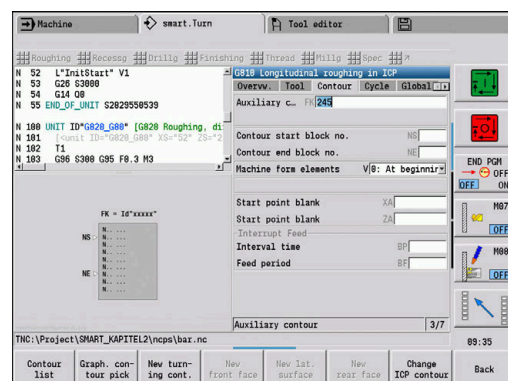 Machine smart.Turn Tool editor
Roughing Recessg Drillg Finishing Thread Millg Spec
N 52 L"InitStart" V1
N 53 G26 S3000
N 54 G14 Q0
N 55 END_OF_UNIT S2029550539
N 100 UNIT ID"G820_G80" [G820 Roughing, di
N 101 [<unit ID="G820_G80" XS="52" ZS="2
N 102 T1
N 103 G96 S300 G95 F0.3 M3
G810 Longitudinal roughing in ICP
Overvw. Tool Contour Cycle Global
Auxiliary c… FK 245
Contour start block no. NS
Contour end block no. NE
Machine form elements V 0: At beginnir
Start point blank XA
Start point blank ZA
Interrupt Feed
Interval time BP
Feed period BF
Auxiliary contour 3/7
FK = Id"xxxxx"
NS
N.. ...
N.. ...
N.. ...
N.. ...
N.. ...
NE
N.. ...
N.. ...
END PGM
OFF
OFF ON
M07
OFF
M08
OFF
TNC:\Project\SMART_KAPITEL2\ncps\bar.nc
09:35
Contour list
Graph. contour pick
New turning cont.
New front face
New lat. surface
New rear face
Change ICP contour
Back